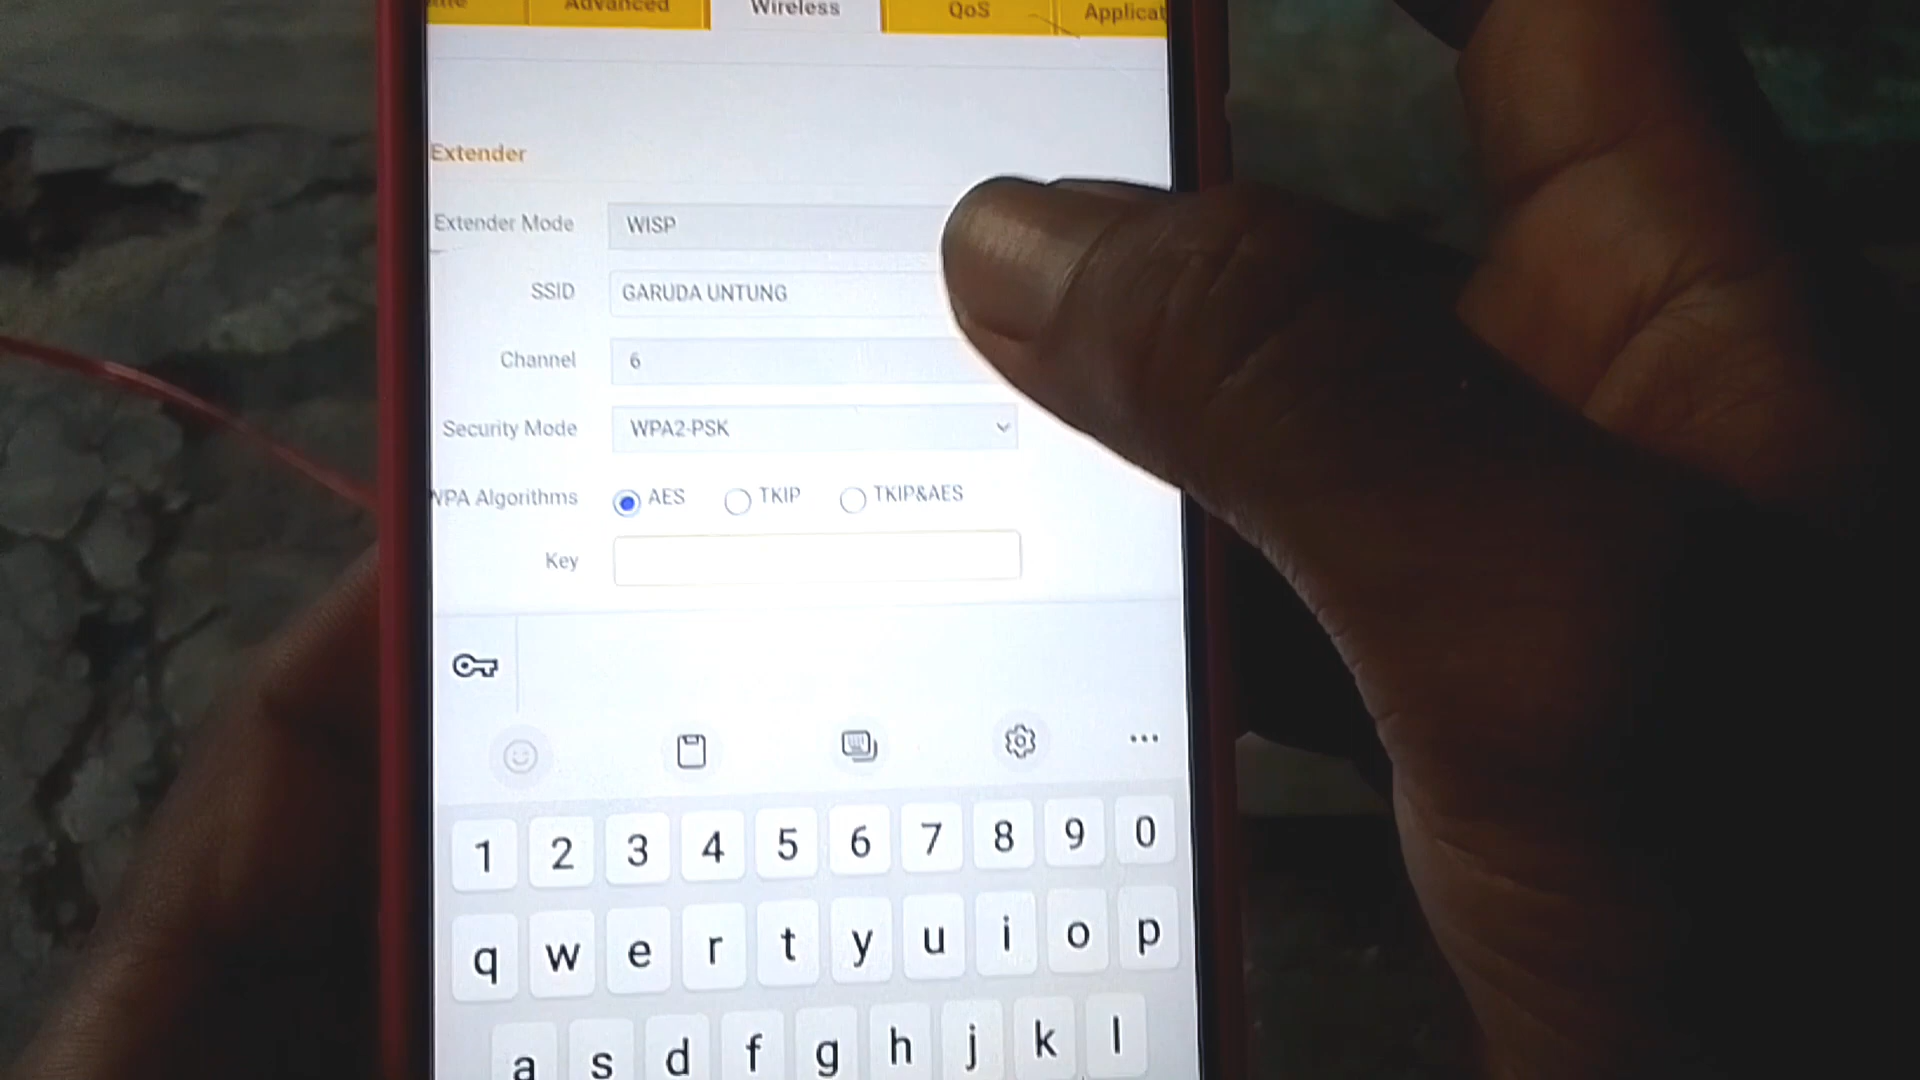 Advanced Wireless QoS Applicat
Extender
Extender Mode WISP
SSID GARUDA UNTUNG
Channel 6
Security Mode WPA2-PSK
WPA Algorithms AES TKIP TKIP&AES
Key
1 2 3 4 5 6 7 8 9 0
q w e r t y u i o p
a s d f g h j k l